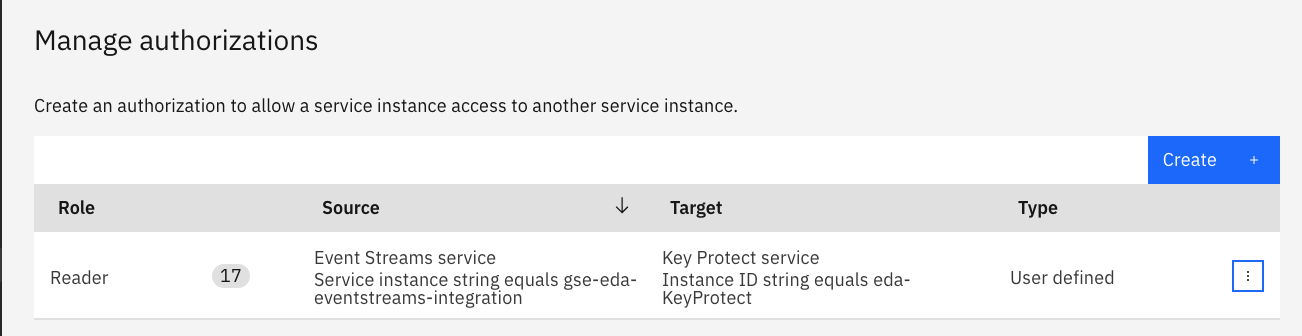 Manage authorizations
Create an authorization to allow a service instance access to another service instance.
Create +
Role Source ↓ Target Type
Reader 17 Event Streams service Key Protect service User defined
Service instance string equals gse-eda- Instance ID string equals eda-
eventstreams-integration KeyProtect